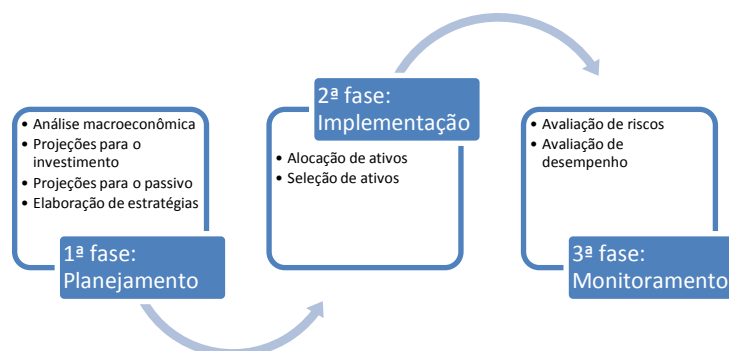 • Análise macroeconômica
• Projeções para o
investimento
• Projeções para o passivo
• Elaboração de estratégias
1ª fase:
Planejamento
2ª fase:
Implementação
• Alocação de ativos
• Seleção de ativos
• Avaliação de riscos
• Avaliação de
desempenho
3ª fase:
Monitoramento